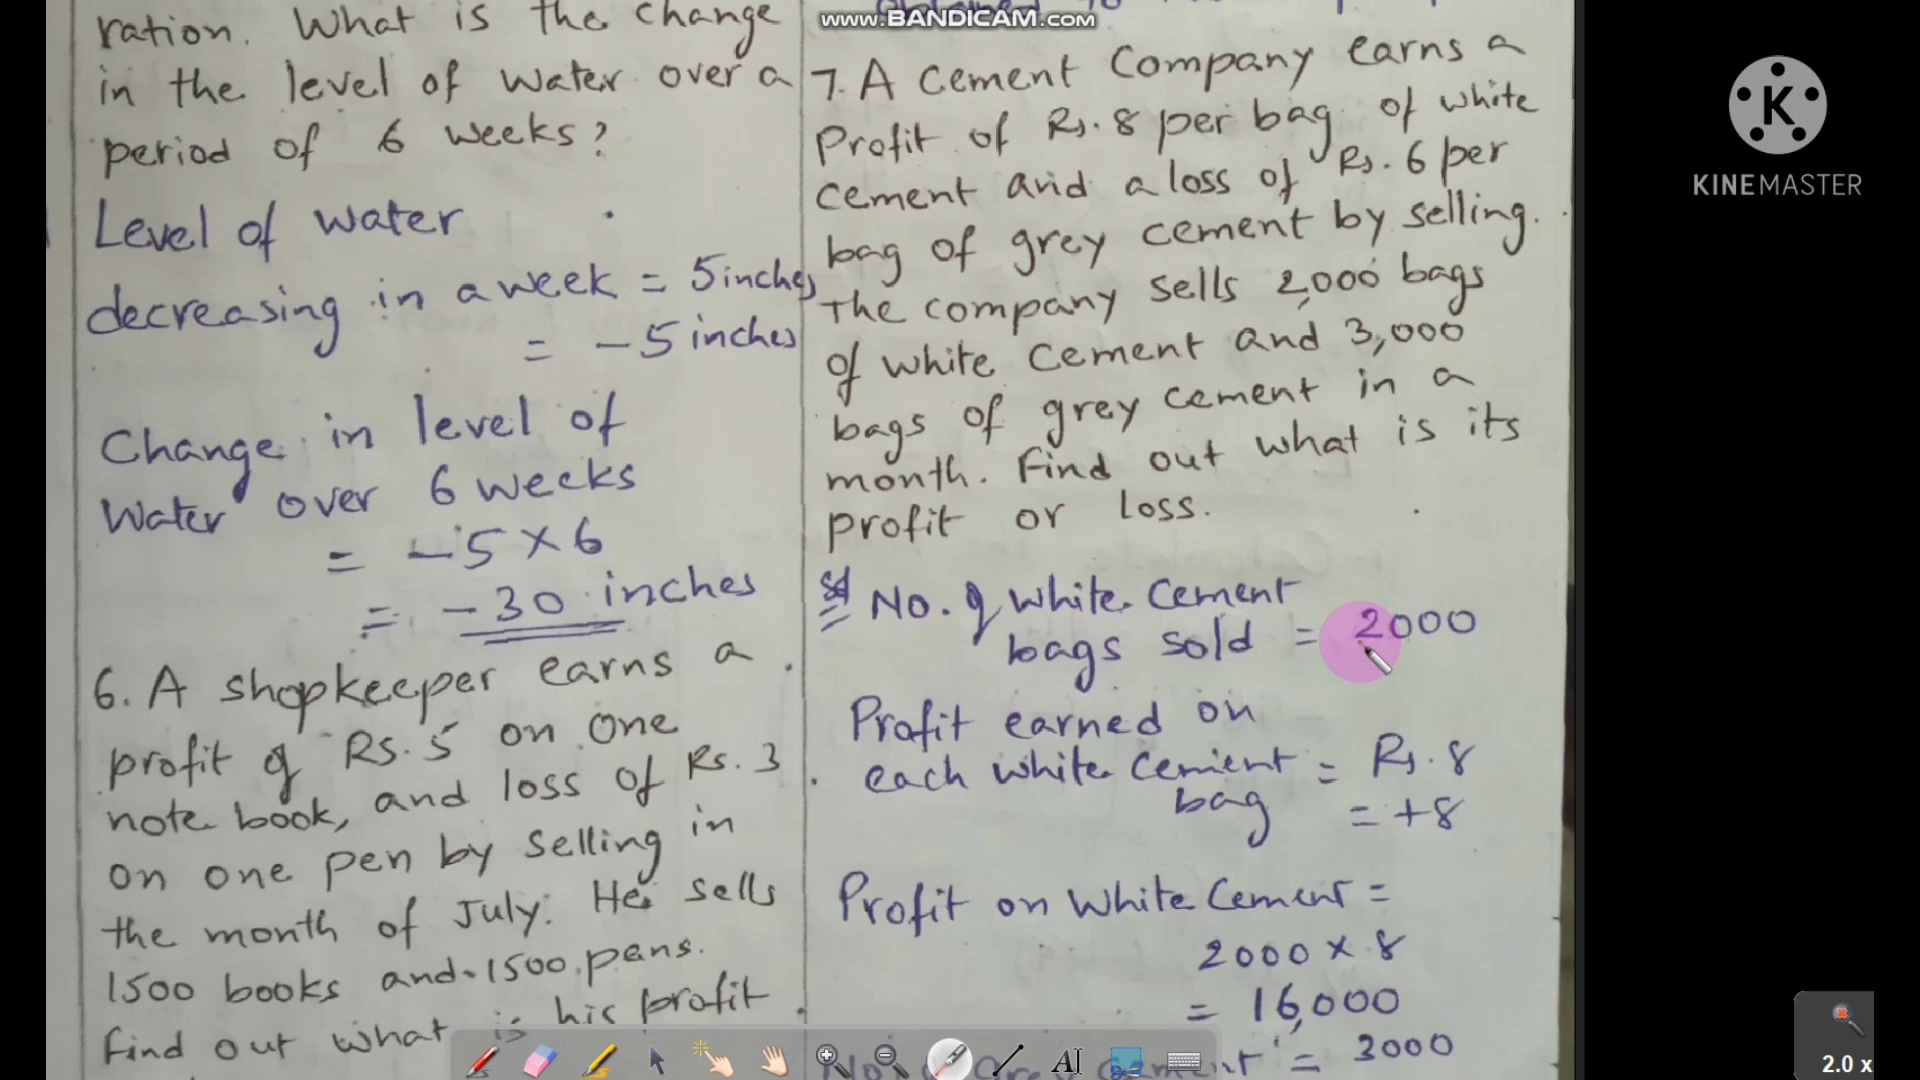 ration. What is the change
in the level of water over a
period of 6 weeks?
Level of water
decreasing in a week = 5 inches
= -5 inches
Change in level of
Water over 6 weeks
= -5 × 6
= -30 inches
6. A shopkeeper earns a
profit of Rs. 5 on One
note book, and loss of Rs. 3
on one pen by selling in
the month of July. He sells
1500 books and 1500 pens.
Find out what is his profit
www.BANDICAM.com
7. A cement Company earns a
Profit of Rs. 8 per bag of white
cement and a loss of Rs. 6 per
bag of grey cement by selling.
The company sells 2,000 bags
of white cement and 3,000
bags of grey cement in a
month. Find out what is its
profit or loss.
Sol No. of white cement
bags sold = 2000
Profit earned on
each white cement = Rs. 8
bag = +8
Profit on white Cement =
2000 × 8
= 16,000
cement = 3000
K
KINEMASTER
AI
2.0 x